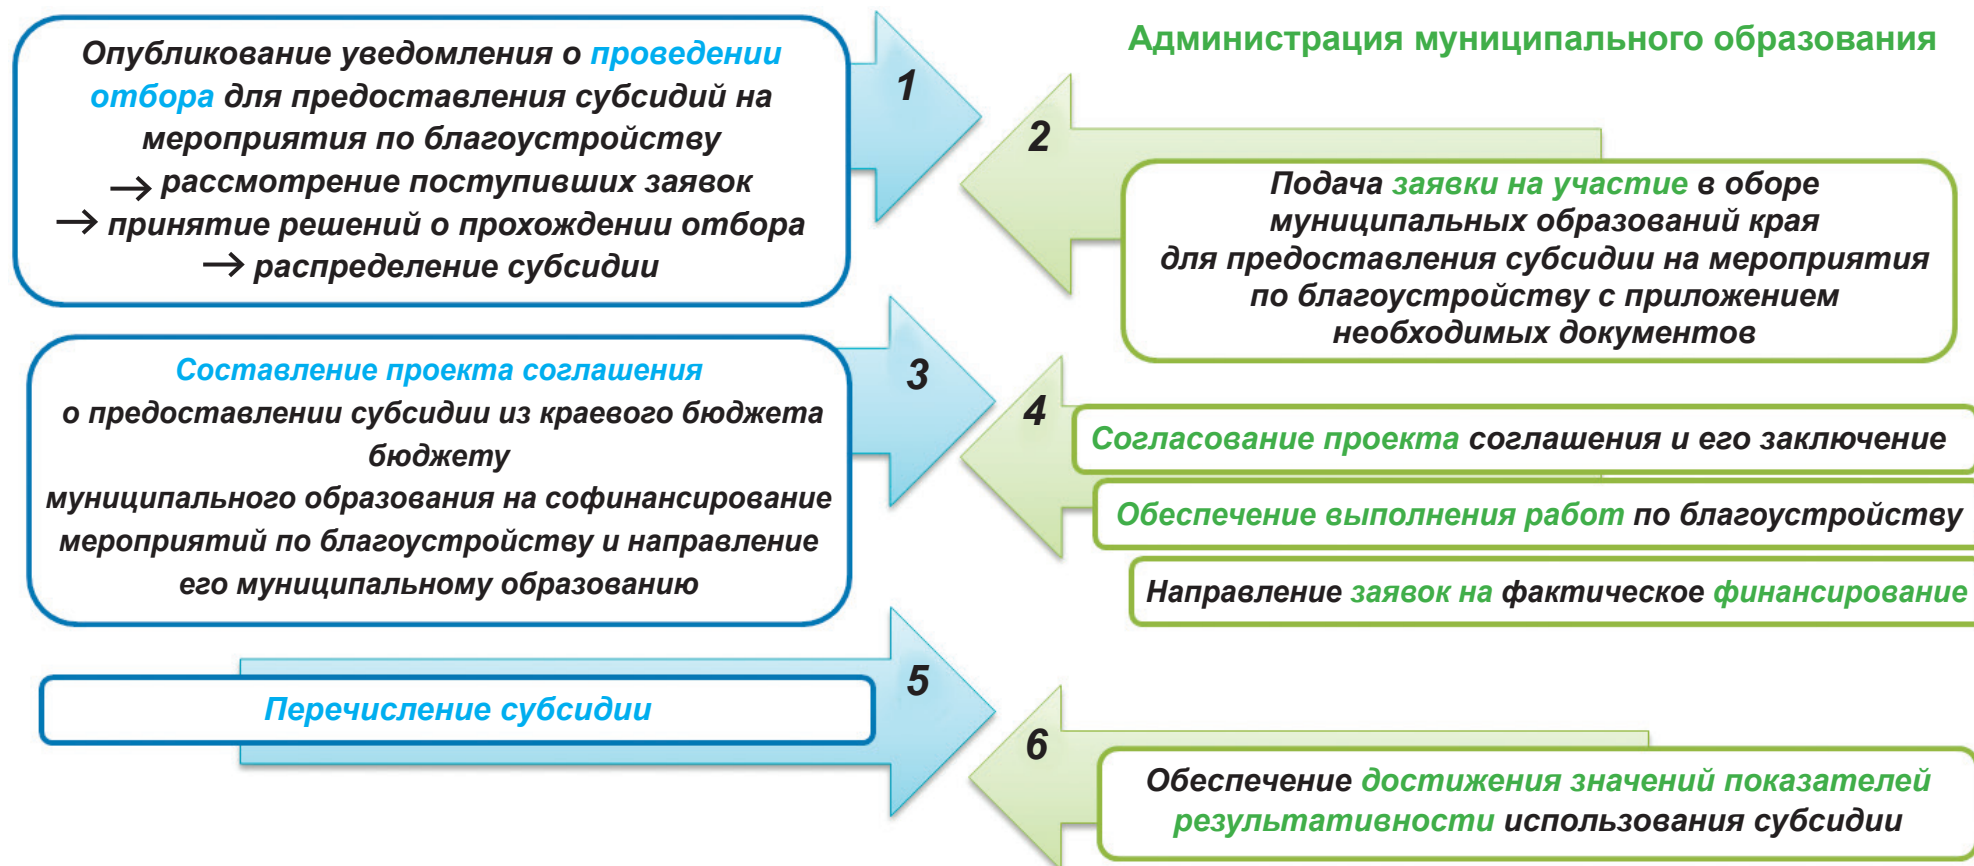 Администрация муниципального образования
1
Опубликование уведомления о проведении
отбора для предоставления субсидий на
мероприятия по благоустройству
→ рассмотрение поступивших заявок
→ принятие решений о прохождении отбора
→ распределение субсидии
2
Подача заявки на участие в оборе
муниципальных образований края
для предоставления субсидии на мероприятия
по благоустройству с приложением
необходимых документов
3
Составление проекта соглашения
о предоставлении субсидии из краевого бюджета
бюджету
муниципального образования на софинансирование
мероприятий по благоустройству и направление
его муниципальному образованию
4
Согласование проекта соглашения и его заключение
Обеспечение выполнения работ по благоустройству
Направление заявок на фактическое финансирование
5
Перечисление субсидии
6
Обеспечение достижения значений показателей
результативности использования субсидии